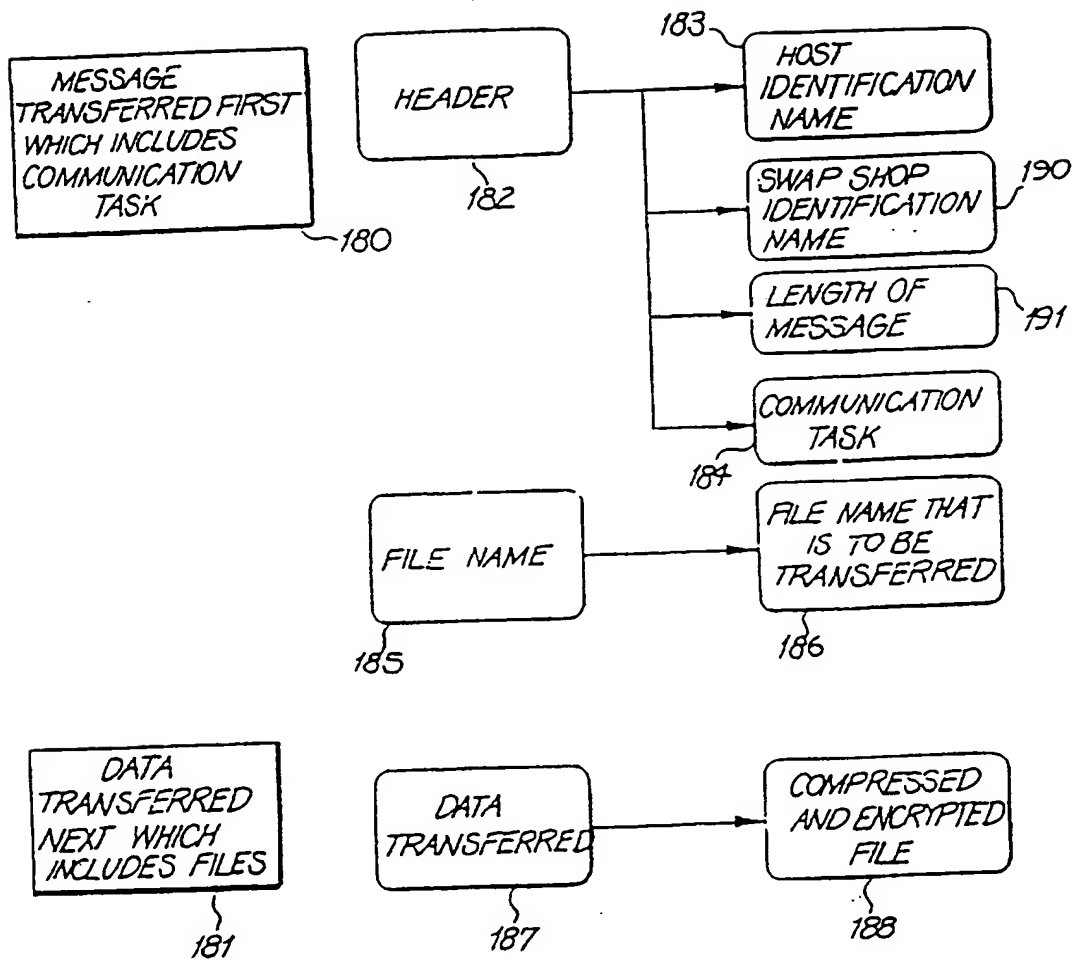 MESSAGE
TRANSFERRED FIRST
WHICH INCLUDES
COMMUNICATION
TASK
180
HEADER
182
183
HOST
IDENTIFICATION
NAME
SWAP SHOP
IDENTIFICATION
NAME
190
LENGTH OF
MESSAGE
191
COMMUNICATION
TASK
184
FILE NAME
185
FILE NAME THAT
IS TO BE
TRANSFERRED
186
DATA
TRANSFERRED
NEXT WHICH
INCLUDES FILES
181
DATA
TRANSFERRED
187
COMPRESSED
AND ENCRYPTED
FILE
188